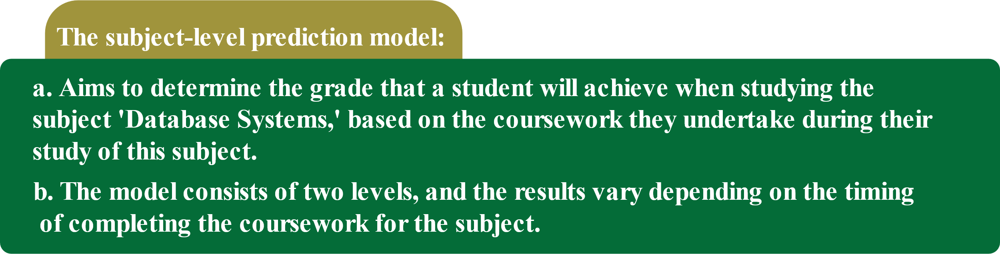 The subject-level prediction model:
a. Aims to determine the grade that a student will achieve when studying the
subject 'Database Systems,' based on the coursework they undertake during their
study of this subject.
b. The model consists of two levels, and the results vary depending on the timing
of completing the coursework for the subject.